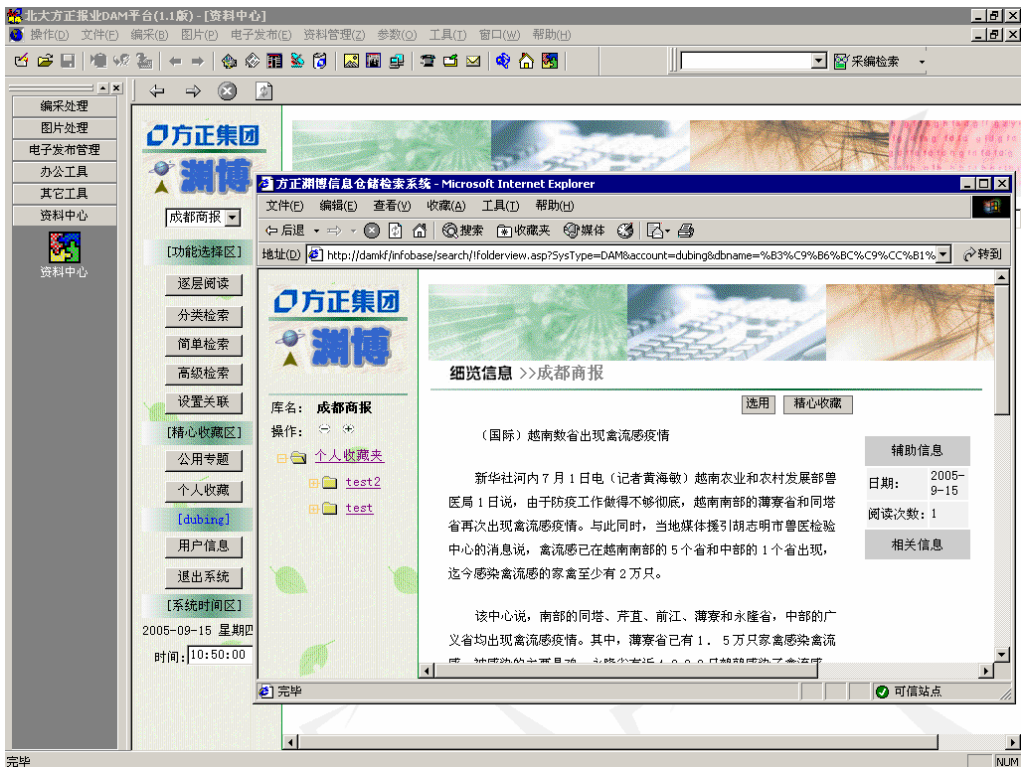 北大方正报业DAM平台(1.1版) - [资料中心]
操作(D) 文件(F) 编采(B) 图片(P) 电子发布(E) 资料管理(Z) 参数(O) 工具(T) 窗口(W) 帮助(H)
采编检索
编采处理
图片处理
电子发布管理
办公工具
其它工具
资料中心
资料中心
方正集团
渊博
成都商报
[功能选择区]
逐层阅读
分类检索
简单检索
高级检索
设置关联
[精心收藏区]
公用专题
个人收藏
[dubing]
用户信息
退出系统
[系统时间区]
2005-09-15 星期四
时间: 10:50:00
方正渊博信息仓储检索系统 - Microsoft Internet Explorer
文件(F) 编辑(E) 查看(V) 收藏(A) 工具(T) 帮助(H)
后退 搜索 收藏夹 媒体
地址(D) http://damkf/infobase/search/lfolderview.asp?SysType=DAM&account=dubing&dbname=%B3%C9%B6%BC%C9%CC%B1% 转到
方正集团
渊博
库名: 成都商报
操作:
个人收藏夹
test2
test
细览信息 >>成都商报
选用 精心收藏
（国际）越南数省出现禽流感疫情
新华社河内７月１日电（记者黄海敏）越南农业和农村发展部兽
医局１日说，由于防疫工作做得不够彻底，越南南部的薄寮省和同塔
省再次出现禽流感疫情。与此同时，当地媒体援引胡志明市兽医检验
中心的消息说，禽流感已在越南南部的５个省和中部的１个省出现，
迄今感染禽流感的家禽至少有２万只。
该中心说，南部的同塔、芹苴、前江、薄寮和永隆省，中部的广
义省均出现禽流感疫情。其中，薄寮省已有１．５万只家禽感染禽流
辅助信息
日期: 2005-
9-15
阅读次数: 1
相关信息
完毕
可信站点
完毕
NUM